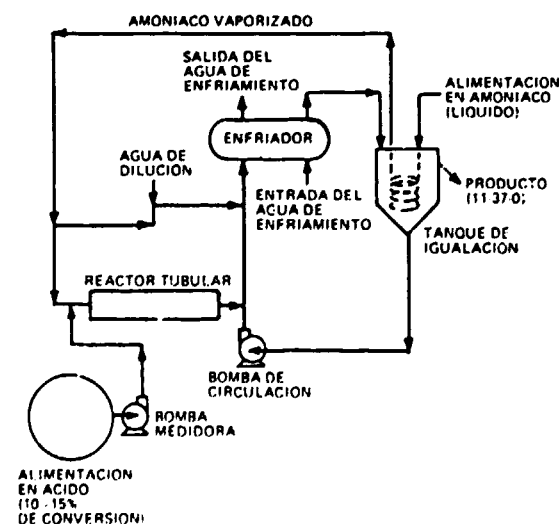 AMONIACO VAPORIZADO
SALIDA DEL
AGUA DE
ENFRIAMIENTO
ALIMENTACION
EN AMONIACO
(LIQUIDO)
ENFRIADOR
AGUA DE
DILUCION
ENTRADA DEL
AGUA DE
ENFRIAMIENTO
PRODUCTO
(11-37-0)
TANQUE DE
IGUALACION
REACTOR TUBULAR
BOMBA DE
CIRCULACION
BOMBA
MEDIDORA
ALIMENTACION
EN ACIDO
(10 - 15%
DE CONVERSION)